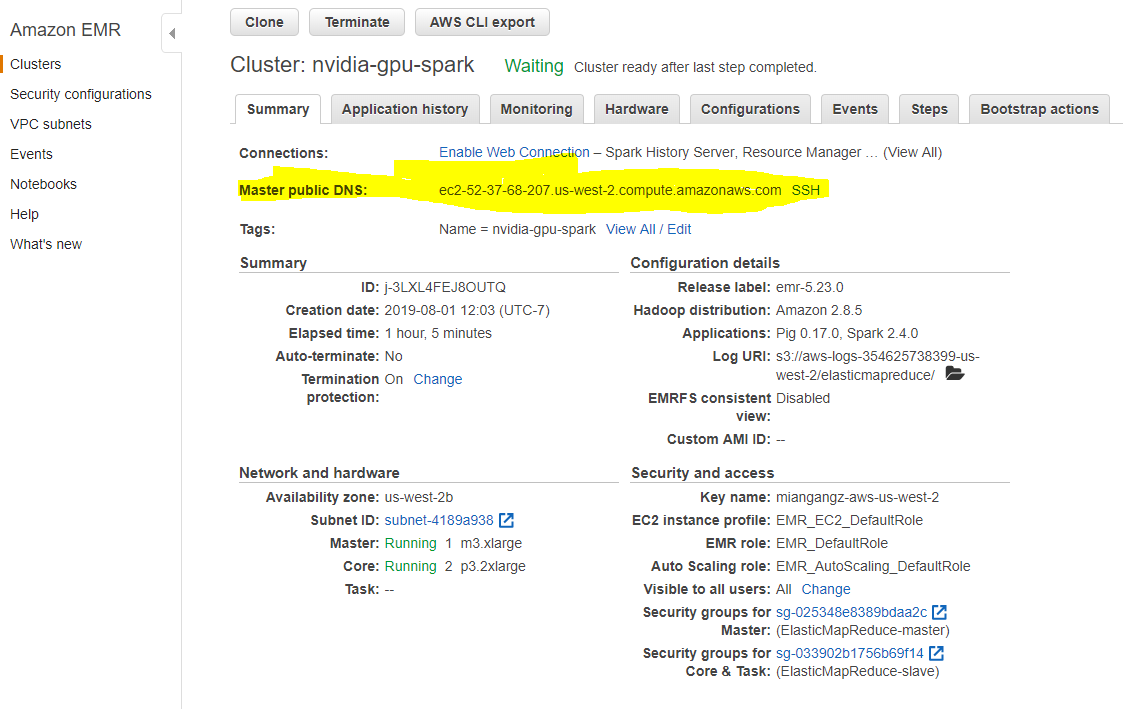 Amazon EMR
Clusters
Security configurations
VPC subnets
Events
Notebooks
Help
What's new
Clone Terminate AWS CLI export
Cluster: nvidia-gpu-spark Waiting Cluster ready after last step completed.
Summary Application history Monitoring Hardware Configurations Events Steps Bootstrap actions
Connections: Enable Web Connection – Spark History Server, Resource Manager … (View All)
Master public DNS: ec2-52-37-68-207.us-west-2.compute.amazonaws.com SSH
Tags: Name = nvidia-gpu-spark View All / Edit
Summary
ID: j-3LXL4FEJ8OUTQ
Creation date: 2019-08-01 12:03 (UTC-7)
Elapsed time: 1 hour, 5 minutes
Auto-terminate: No
Termination On Change
protection:
Configuration details
Release label: emr-5.23.0
Hadoop distribution: Amazon 2.8.5
Applications: Pig 0.17.0, Spark 2.4.0
Log URI: s3://aws-logs-354625738399-us-
west-2/elasticmapreduce/
EMRFS consistent Disabled
view:
Custom AMI ID: --
Network and hardware
Availability zone: us-west-2b
Subnet ID: subnet-4189a938
Master: Running 1 m3.xlarge
Core: Running 2 p3.2xlarge
Task: --
Security and access
Key name: miangangz-aws-us-west-2
EC2 instance profile: EMR_EC2_DefaultRole
EMR role: EMR_DefaultRole
Auto Scaling role: EMR_AutoScaling_DefaultRole
Visible to all users: All Change
Security groups for sg-025348e8389bdaa2c
Master: (ElasticMapReduce-master)
Security groups for sg-033902b1756b69f14
Core & Task: (ElasticMapReduce-slave)